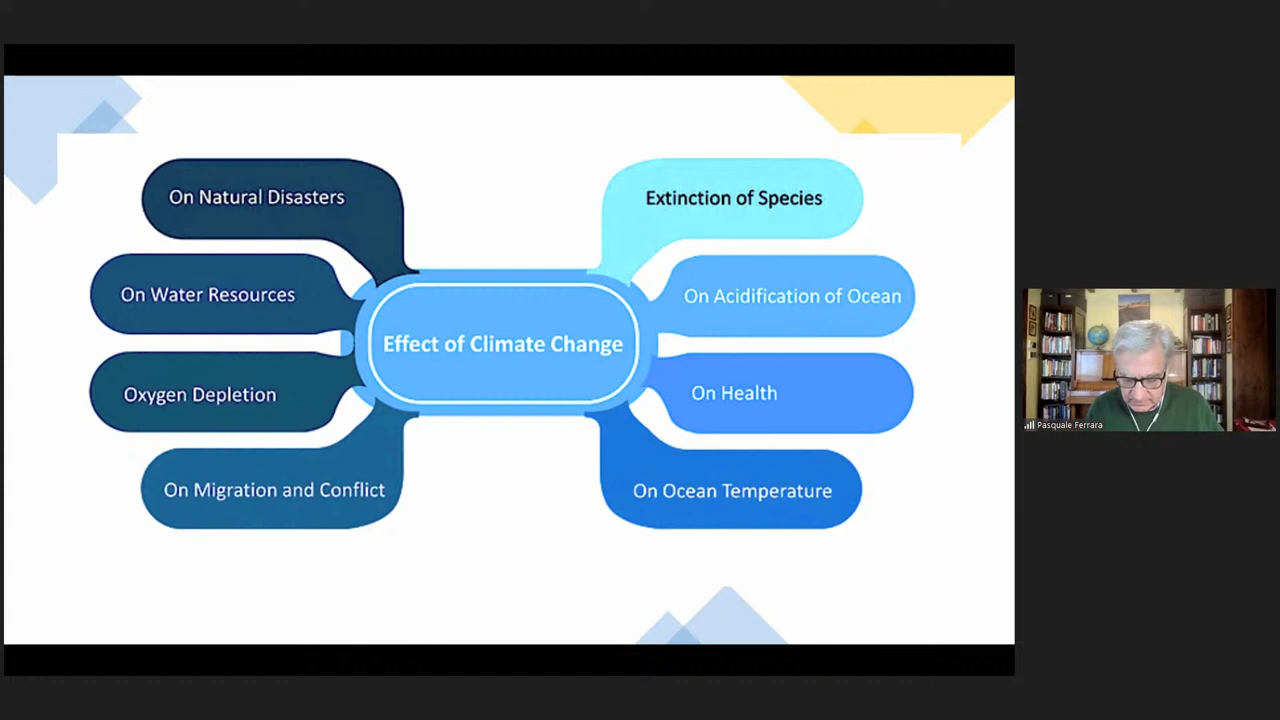 On Natural Disasters
Extinction of Species
On Water Resources
On Acidification of Ocean
Effect of Climate Change
Oxygen Depletion
On Health
On Migration and Conflict
On Ocean Temperature
Pasquale Ferrara